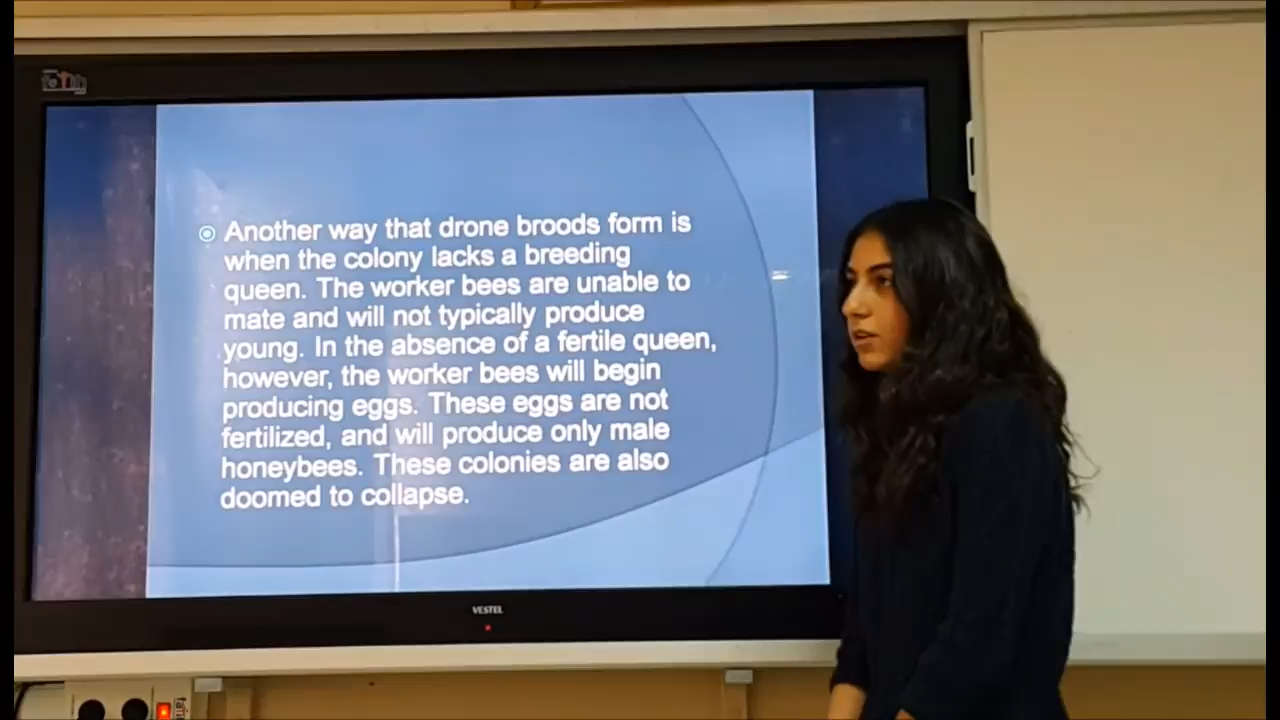 fatih
Another way that drone broods form is
when the colony lacks a breeding
queen. The worker bees are unable to
mate and will not typically produce
young. In the absence of a fertile queen,
however, the worker bees will begin
producing eggs. These eggs are not
fertilized, and will produce only male
honeybees. These colonies are also
doomed to collapse.
VESTEL